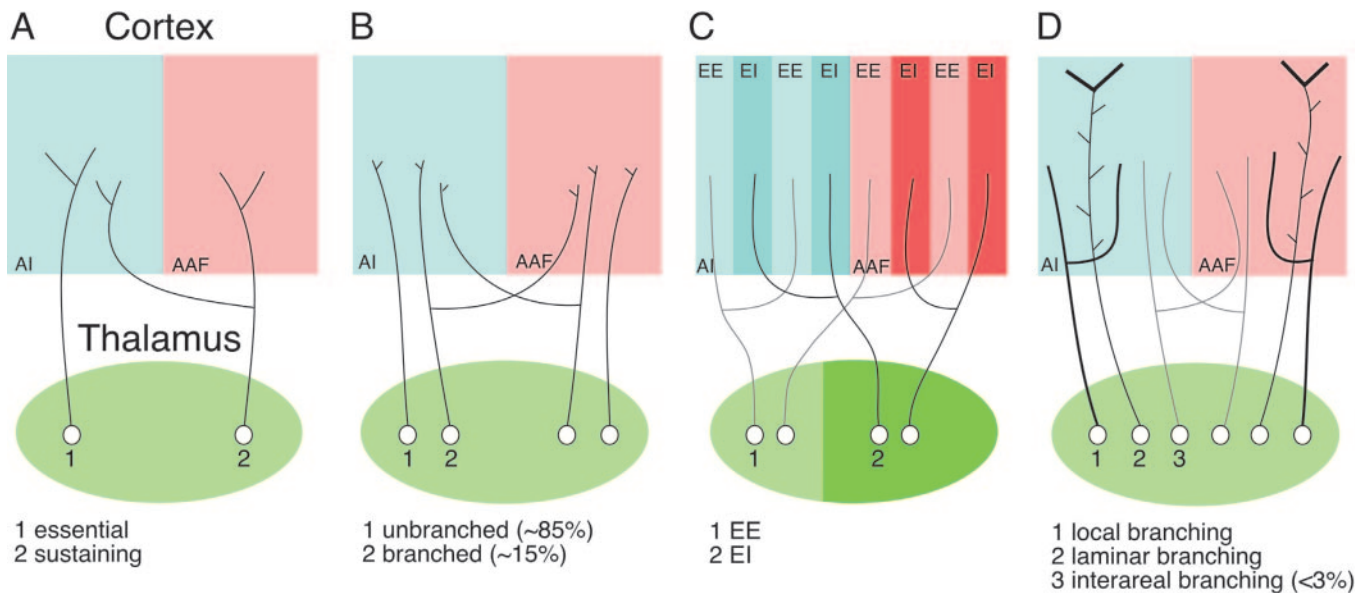 A
Cortex
AI
AAF
Thalamus
1
2
1 essential
2 sustaining
B
AI
AAF
1
2
1 unbranched (~85%)
2 branched (~15%)
C
EE EI EE EI EE EI EE EI
AI
AAF
1
2
1 EE
2 EI
D
AI
AAF
1 2 3
1 local branching
2 laminar branching
3 interareal branching (<3%)